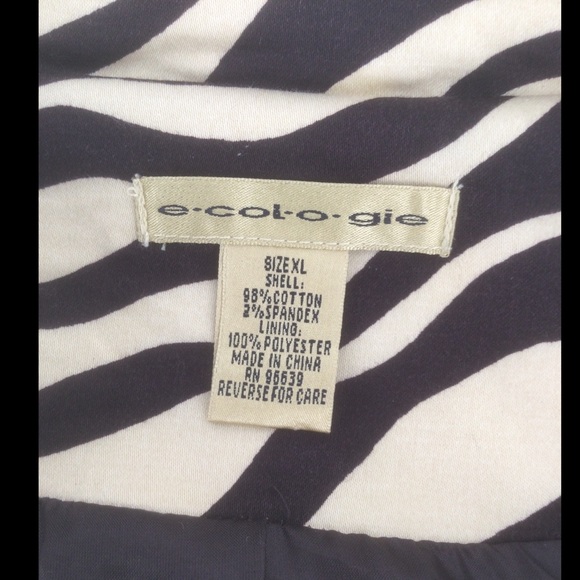 e·col·o·gie
SIZE XL
SHELL:
98% COTTON
2% SPANDEX
LINING:
100% POLYESTER
MADE IN CHINA
RN 96639
REVERSE FOR CARE